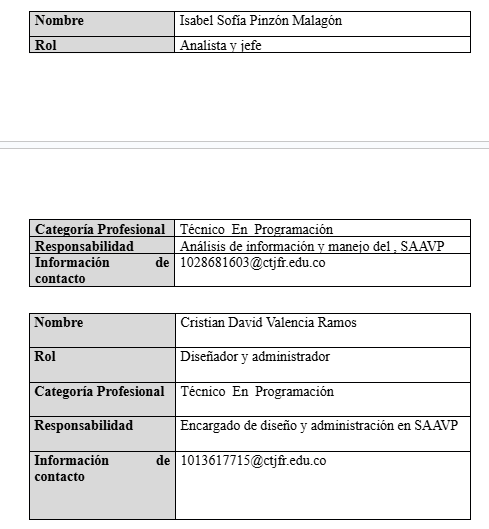 Nombre Isabel Sofía Pinzón Malagón
Rol Analista y jefe
Categoría Profesional Técnico En Programación
Responsabilidad Análisis de información y manejo del , SAAVP
Información de 1028681603@ctjfr.edu.co
contacto
Nombre Cristian David Valencia Ramos
Rol Diseñador y administrador
Categoría Profesional Técnico En Programación
Responsabilidad Encargado de diseño y administración en SAAVP
Información de 1013617715@ctjfr.edu.co
contacto